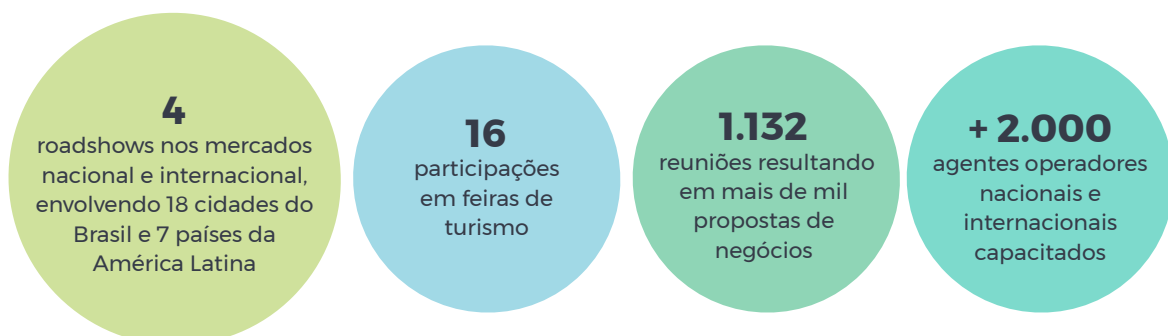 4
roadshows nos mercados
nacional e internacional,
envolvendo 18 cidades do
Brasil e 7 países da
América Latina
16
participações
em feiras de
turismo
1.132
reuniões resultando
em mais de mil
propostas de
negócios
+ 2.000
agentes operadores
nacionais e
internacionais
capacitados